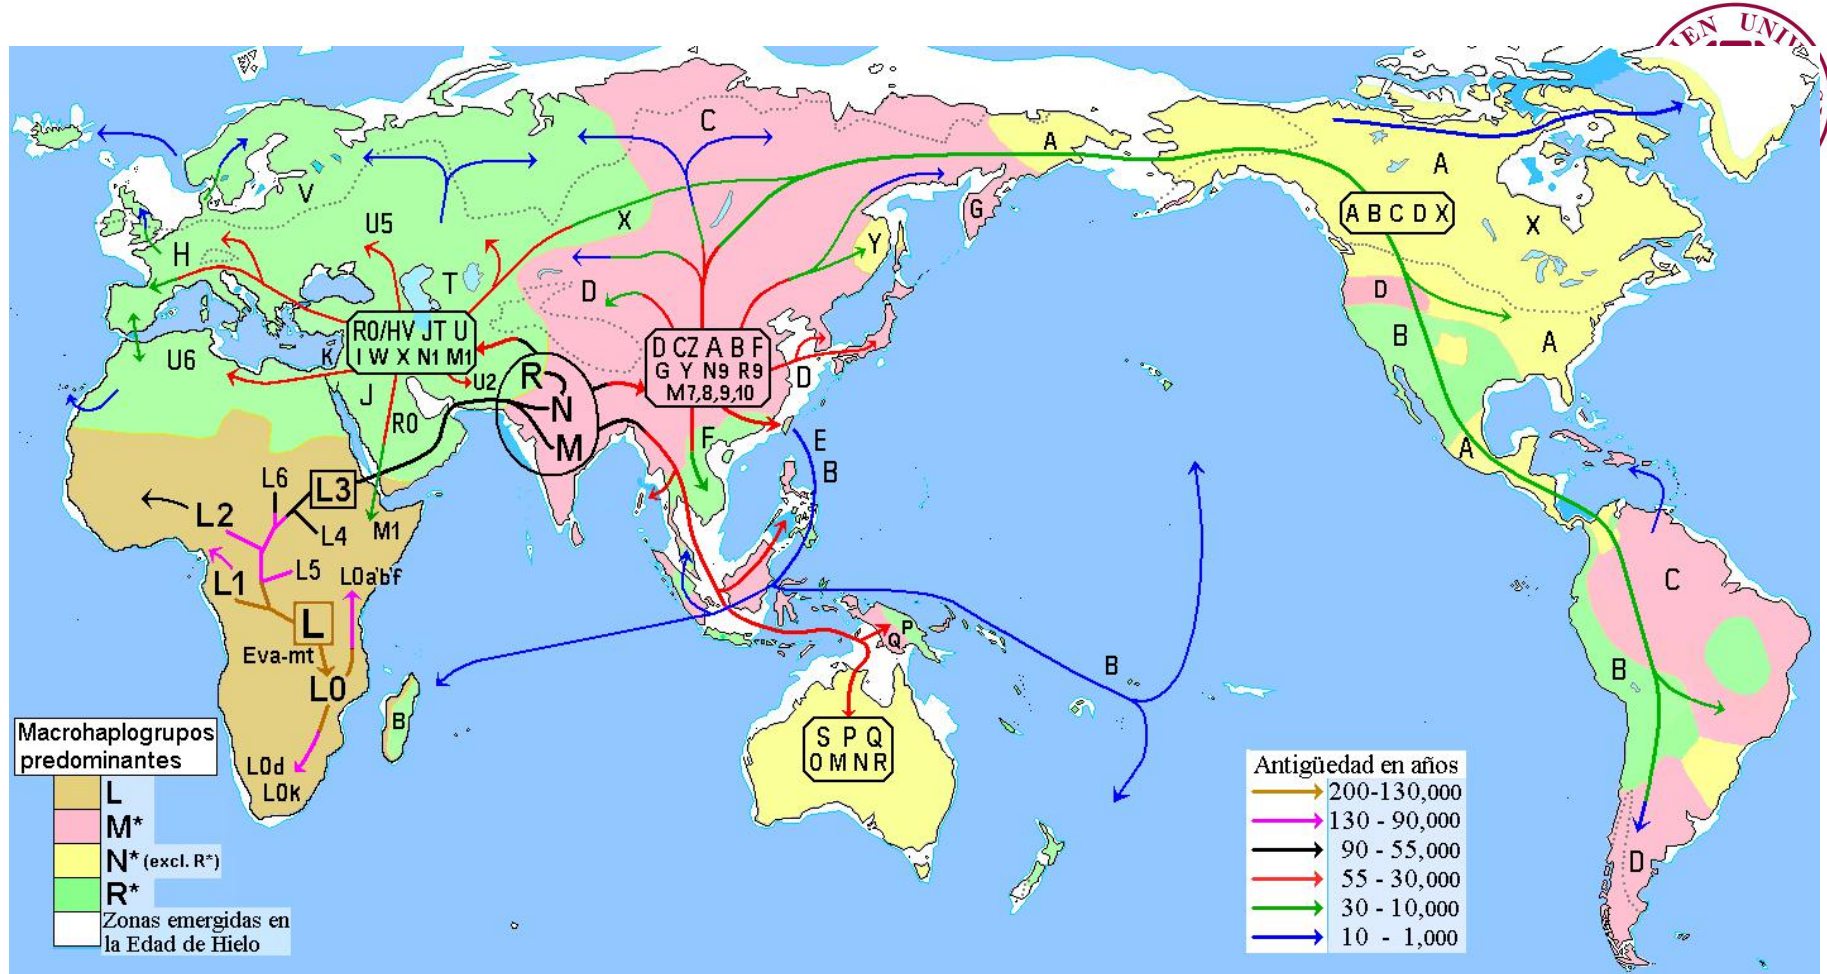 MEN UNIV
C
A
A
V
G
A B C D X
X
U5
X
Y
H
T
D
D
R0/HV JT U
I W X N1 M1
D CZ A B F
G Y N9 R9
M7,8,9,10
B
A
K
U6
U2
R
D
J
N
R0
F
E
M
A
B
L6
L3
L2
L4
M1
L5
L0a'b'f
L1
C
L
P
Q
Eva-mt
B
B
L0
B
S P Q
O M N R
L0d
L0k
D
Macrohaplogrupos
predominantes
L
M*
N* (excl. R*)
R*
Zonas emergidas en
la Edad de Hielo
Antigüedad en años
200-130,000
130 - 90,000
90 - 55,000
55 - 30,000
30 - 10,000
10 - 1,000